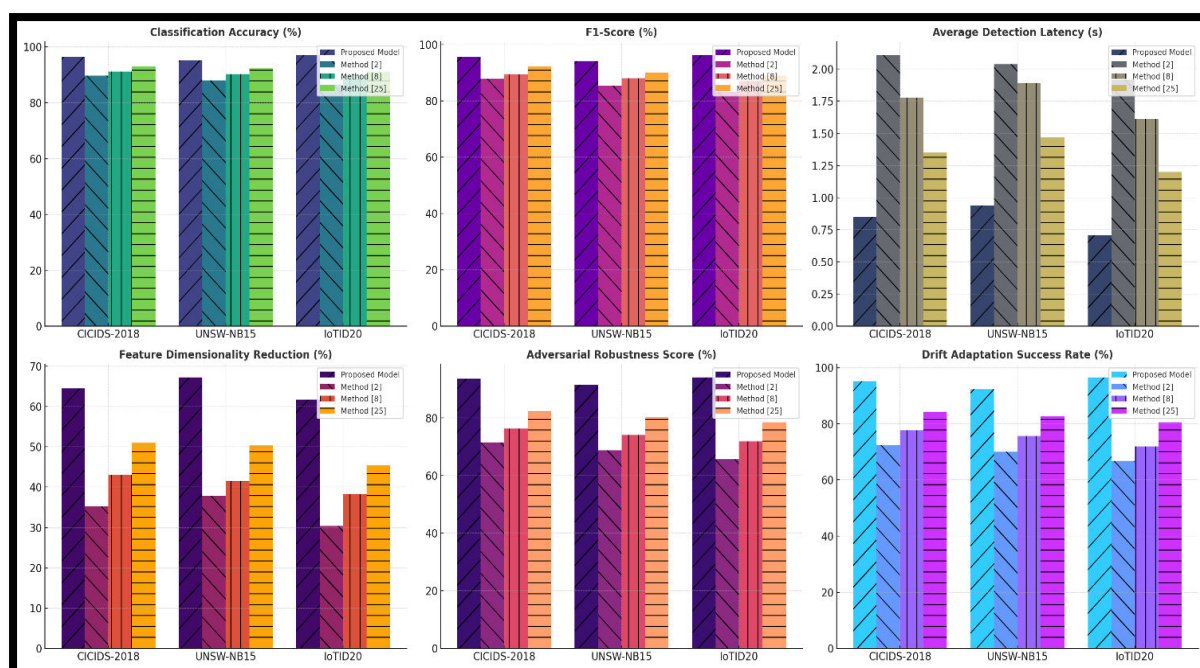 Classification Accuracy (%)
100
80
60
40
20
0
Proposed Model
Method [2]
Method [8]
Method [25]
CICIDS-2018
UNSW-NB15
IoTID20
F1-Score (%)
100
80
60
40
20
0
Proposed Model
Method [2]
Method [8]
Method [25]
CICIDS-2018
UNSW-NB15
IoTID20
Average Detection Latency (s)
2.00
1.75
1.50
1.25
1.00
0.75
0.50
0.25
0.00
Proposed Model
Method [2]
Method [8]
Method [25]
CICIDS-2018
UNSW-NB15
IoTID20
Feature Dimensionality Reduction (%)
70
60
50
40
30
20
10
0
Proposed Model
Method [2]
Method [8]
Method [25]
CICIDS-2018
UNSW-NB15
IoTID20
Adversarial Robustness Score (%)
80
60
40
20
0
Proposed Model
Method [2]
Method [8]
Method [25]
CICIDS-2018
UNSW-NB15
IoTID20
Drift Adaptation Success Rate (%)
100
80
60
40
20
0
Proposed Model
Method [2]
Method [8]
Method [25]
CICIDS-2018
UNSW-NB15
IoTID20